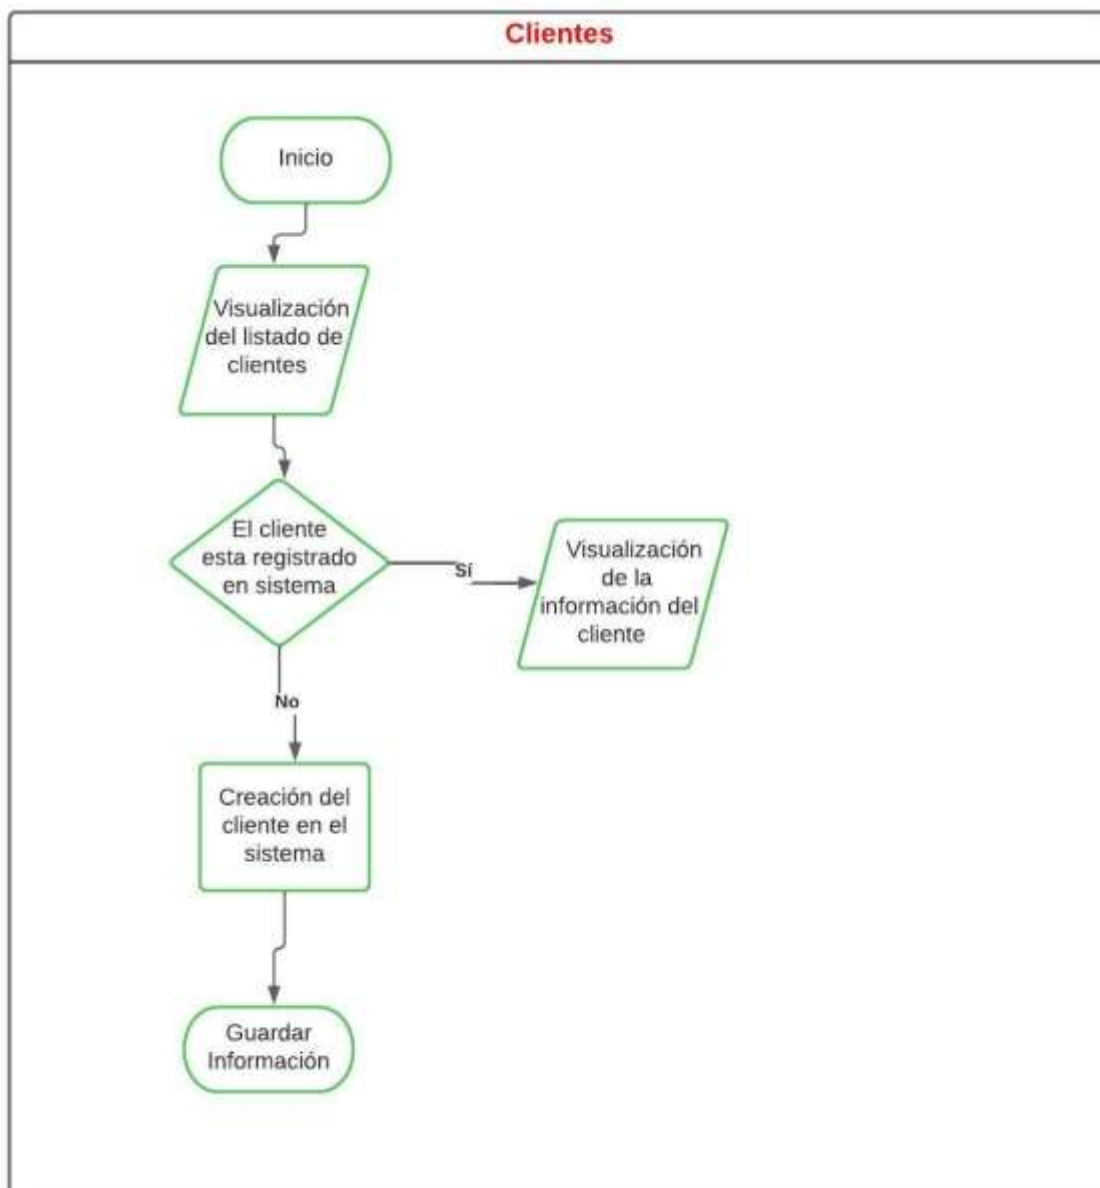 Clientes
Inicio
Visualización
del listado de
clientes
El cliente
esta registrado
en sistema
Sí
Visualización
de la
información del
cliente
No
Creación del
cliente en el
sistema
Guardar
Información